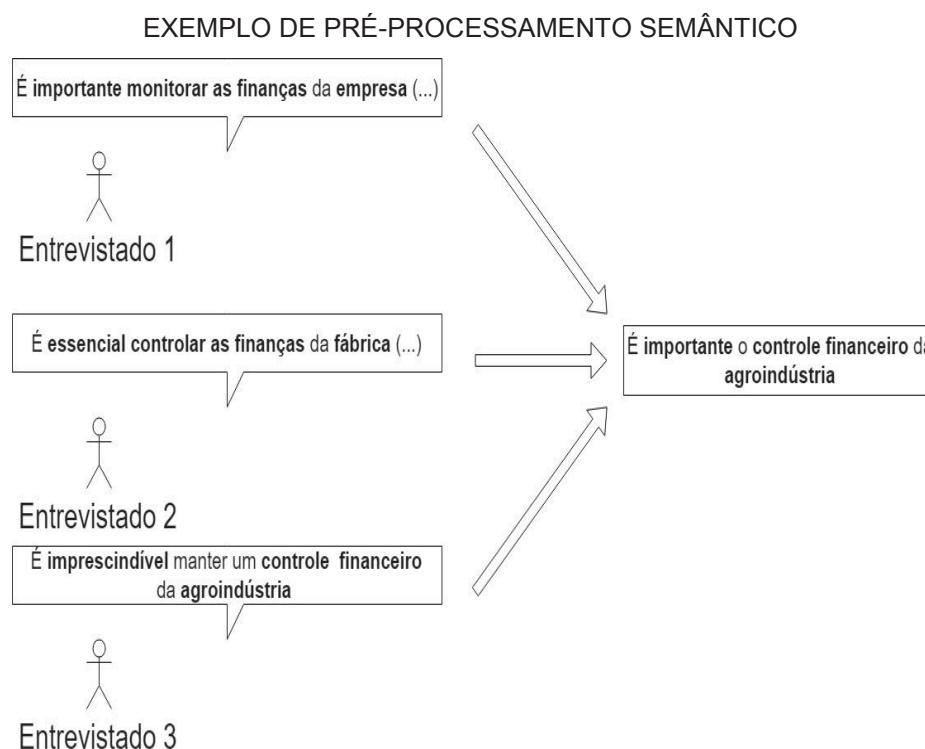 EXEMPLO DE PRÉ-PROCESSAMENTO SEMÂNTICO
É importante monitorar as finanças da empresa (...)
Entrevistado 1
É essencial controlar as finanças da fábrica (...)
Entrevistado 2
É imprescindível manter um controle financeiro
da agroindústria
Entrevistado 3
É importante o controle financeiro da
agroindústria